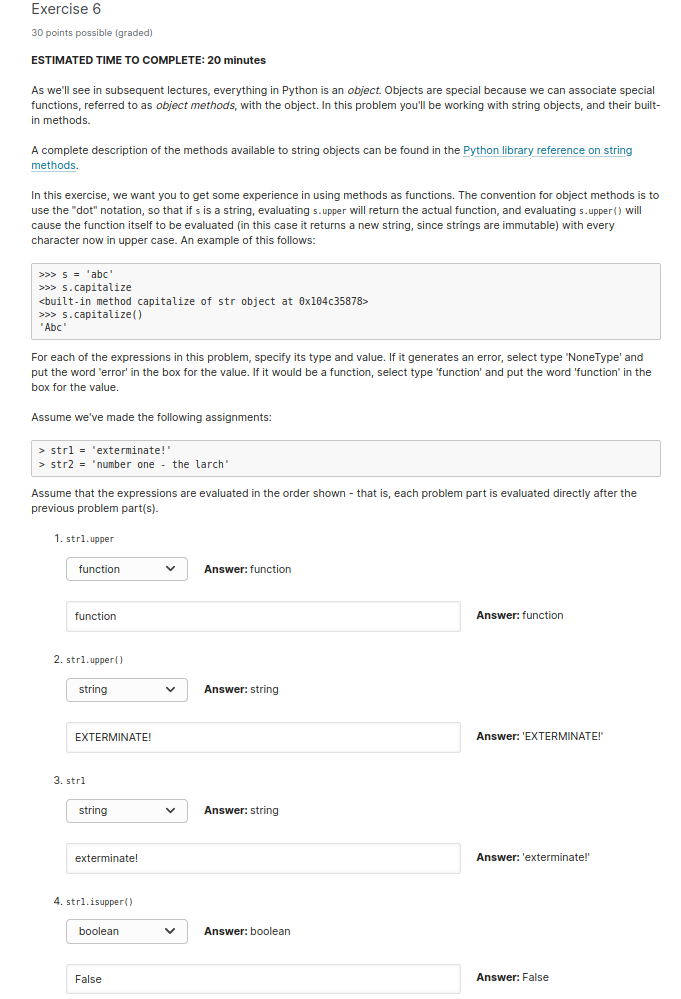 Exercise 6
30 points possible (graded)
ESTIMATED TIME TO COMPLETE: 20 minutes
As we'll see in subsequent lectures, everything in Python is an object. Objects are special because we can associate special
functions, referred to as object methods, with the object. In this problem you'll be working with string objects, and their built-
in methods.
A complete description of the methods available to string objects can be found in the Python library reference on string
methods.
In this exercise, we want you to get some experience in using methods as functions. The convention for object methods is to
use the "dot" notation, so that if s is a string, evaluating s.upper will return the actual function, and evaluating s.upper() will
cause the function itself to be evaluated (in this case it returns a new string, since strings are immutable) with every
character now in upper case. An example of this follows:
>>> s = 'abc'
>>> s.capitalize
<built-in method capitalize of str object at 0x104c35878>
>>> s.capitalize()
'Abc'
For each of the expressions in this problem, specify its type and value. If it generates an error, select type 'NoneType' and
put the word 'error' in the box for the value. If it would be a function, select type 'function' and put the word 'function' in the
box for the value.
Assume we've made the following assignments:
> str1 = 'exterminate!'
> str2 = 'number one - the larch'
Assume that the expressions are evaluated in the order shown - that is, each problem part is evaluated directly after the
previous problem part(s).
1. str1.upper
function Answer: function
function Answer: function
2. str1.upper()
string Answer: string
EXTERMINATE! Answer: 'EXTERMINATE!'
3. str1
string Answer: string
exterminate! Answer: 'exterminate!'
4. str1.isupper()
boolean Answer: boolean
False Answer: False